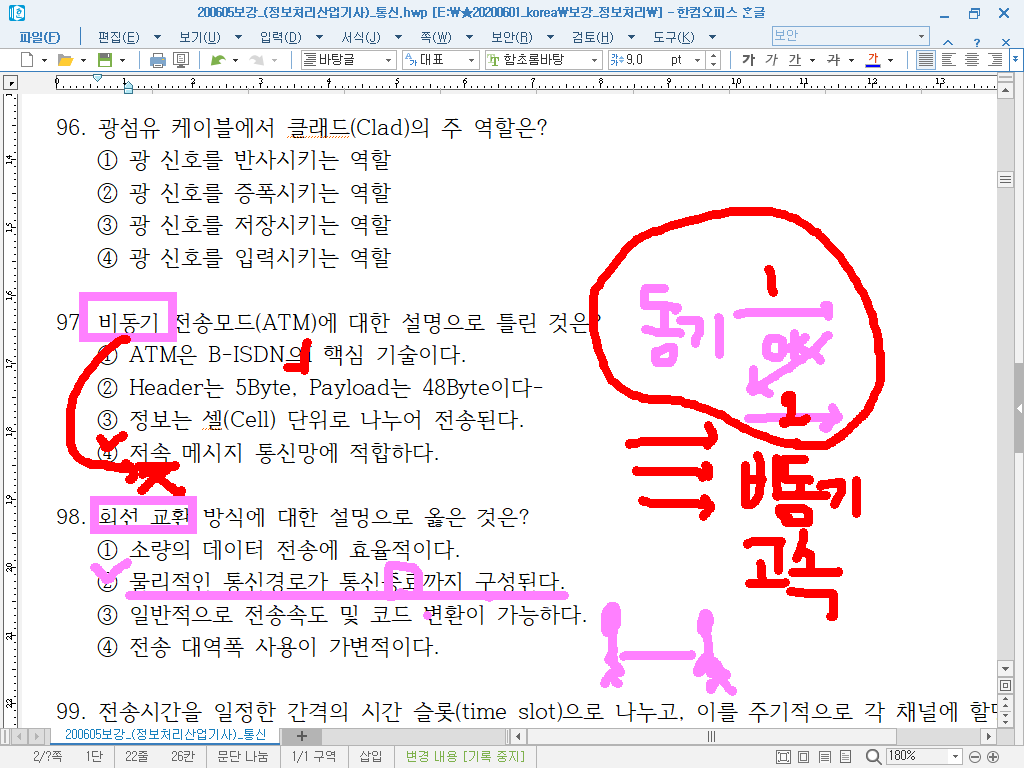 200605보강_(정보처리산업기사)_통신.hwp [E:\★20200601_korea\보강_정보처리\] - 한컴오피스 한글
파일(F) 편집(E) 보기(U) 입력(D) 서식(J) 쪽(W) 보안(R) 검토(H) 도구(K) 보안
바탕글 대표 함초롬바탕 9,0 pt 가 가 가 가 가
96. 광섬유 케이블에서 클래드(Clad)의 주 역할은?
① 광 신호를 반사시키는 역할
② 광 신호를 증폭시키는 역할
③ 광 신호를 저장시키는 역할
④ 광 신호를 입력시키는 역할
97 비동기 전송모드(ATM)에 대한 설명으로 틀린 것은?
① ATM은 B-ISDN의 핵심 기술이다.
② Header는 5Byte, Payload는 48Byte이다-
③ 정보는 셀(Cell) 단위로 나누어 전송된다.
④ 저속 메시지 통신망에 적합하다.
동기
1
OK
2
비동기
고속
98. 회선 교환 방식에 대한 설명으로 옳은 것은?
① 소량의 데이터 전송에 효율적이다.
② 물리적인 통신경로가 통신종료까지 구성된다.
③ 일반적으로 전송속도 및 코드 변환이 가능하다.
④ 전송 대역폭 사용이 가변적이다.
99. 전송시간을 일정한 간격의 시간 슬롯(time slot)으로 나누고, 이를 주기적으로 각 채널에 할
200605보강_(정보처리산업기사)_통신
2/?쪽 1단 22줄 26칸 문단 나눔 1/1 구역 삽입 변경 내용 [기록 중지] 180%